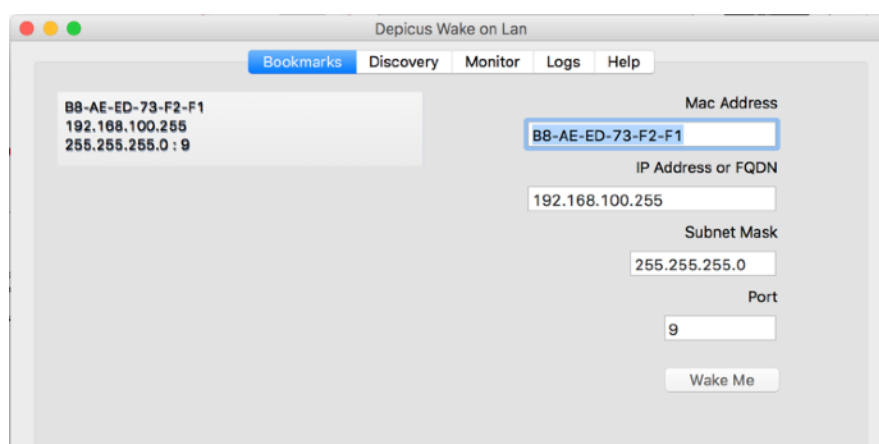 Depicus Wake on Lan
Bookmarks Discovery Monitor Logs Help
B8-AE-ED-73-F2-F1
192.168.100.255
255.255.255.0 : 9
Mac Address
B8-AE-ED-73-F2-F1
IP Address or FQDN
192.168.100.255
Subnet Mask
255.255.255.0
Port
9
Wake Me